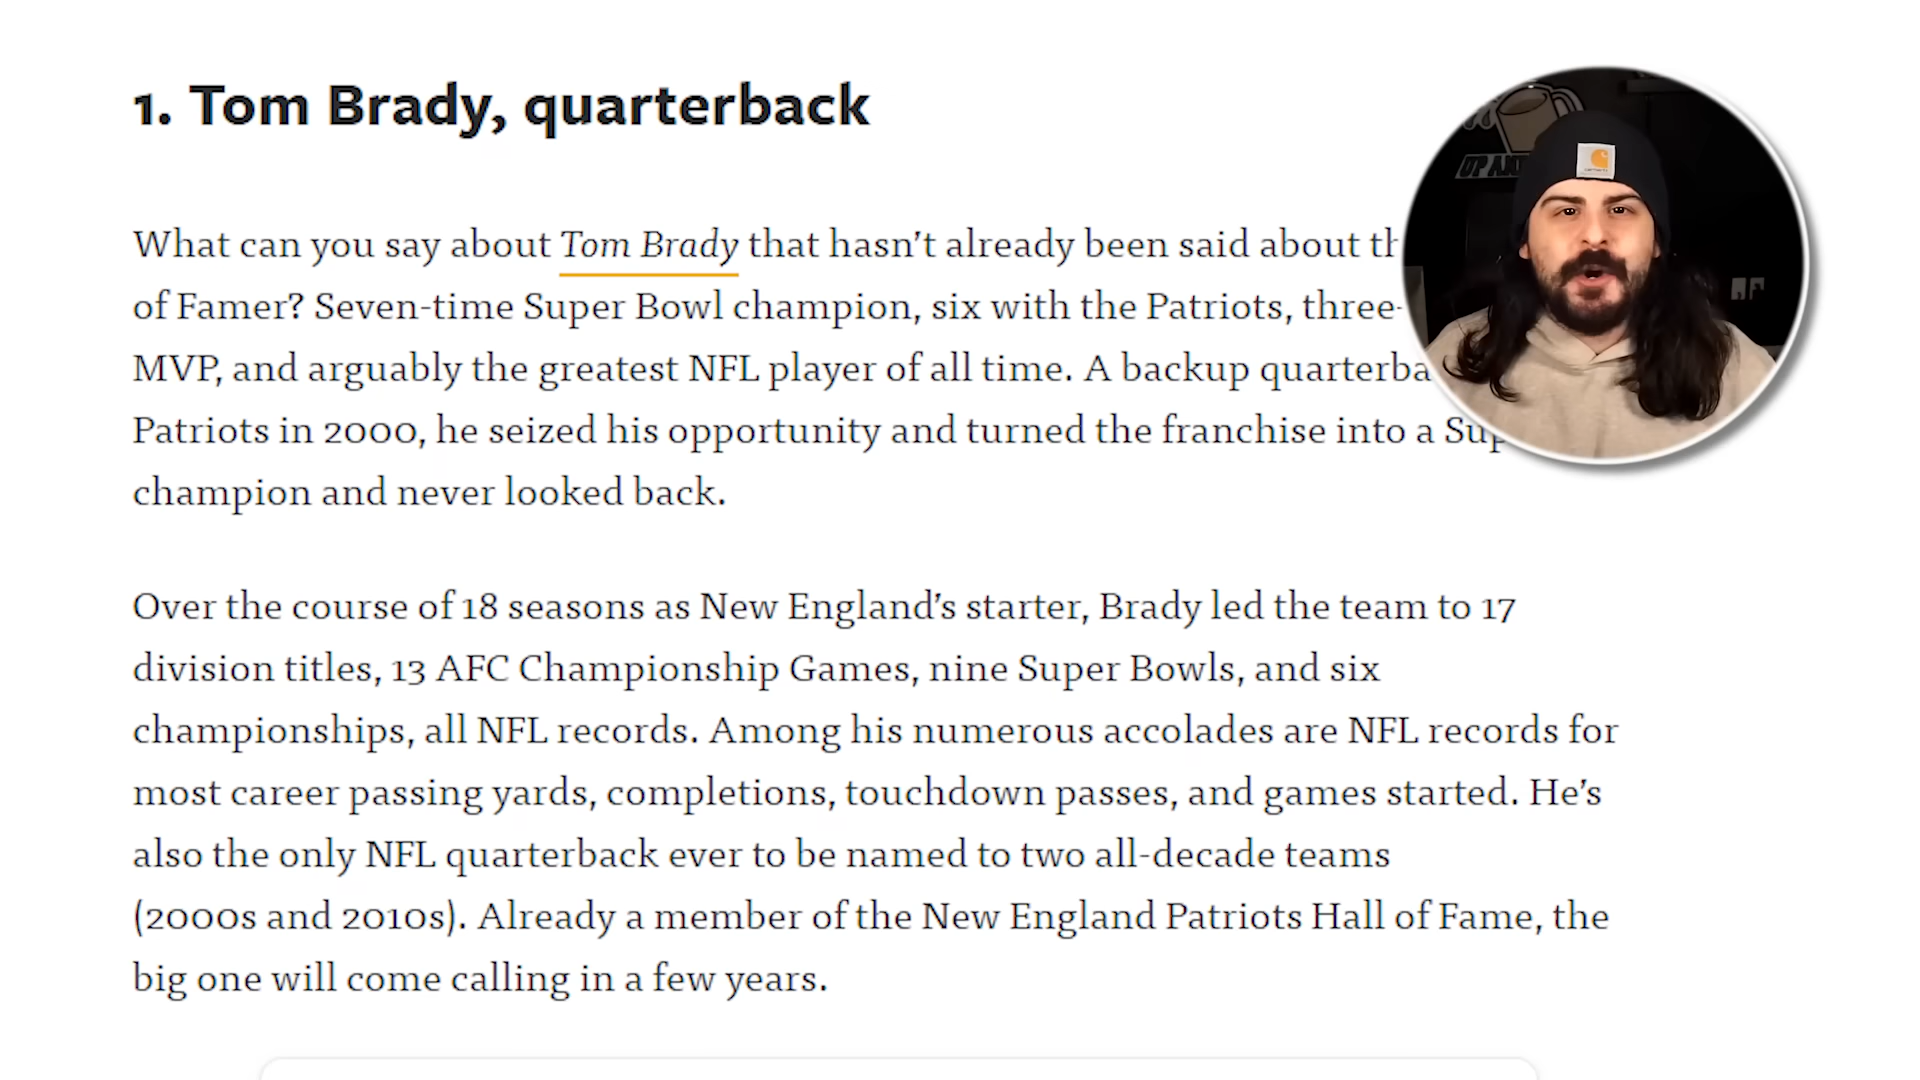 1. Tom Brady, quarterback
What can you say about Tom Brady that hasn't already been said about
of Famer? Seven-time Super Bowl champion, six with the Patriots, three-
MVP, and arguably the greatest NFL player of all time. A backup
Patriots in 2000, he seized his opportunity and turned the franchise into a
champion and never looked back.
Over the course of 18 seasons as New England's starter, Brady led the team to 17
division titles, 13 AFC Championship Games, nine Super Bowls, and six
championships, all NFL records. Among his numerous accolades are NFL records for
most career passing yards, completions, touchdown passes, and games started. He's
also the only NFL quarterback ever to be named to two all-decade teams
(2000s and 2010s). Already a member of the New England Patriots Hall of Fame, the
big one will come calling in a few years.
UP
carhartt